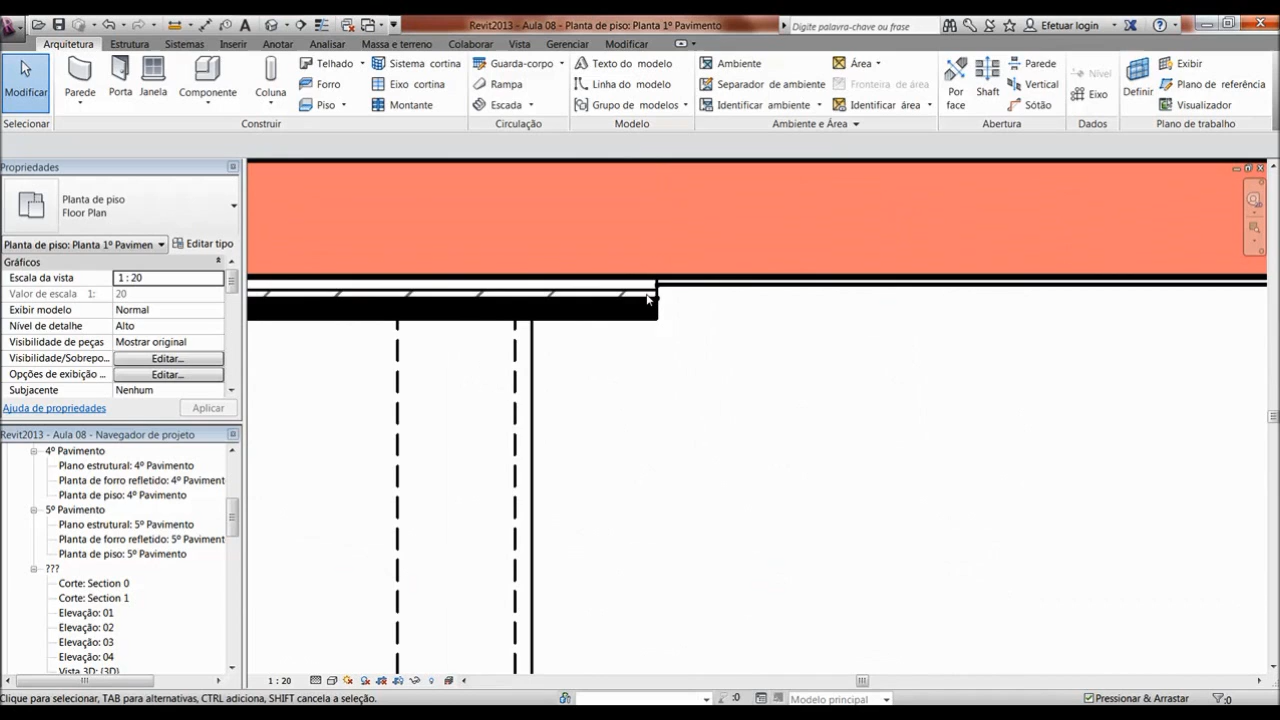 Revit2013 - Aula 08 - Planta de piso: Planta 1º Pavimento
Digite palavra-chave ou frase
Efetuar login
Arquitetura Estrutura Sistemas Inserir Anotar Analisar Massa e terreno Colaborar Vista Gerenciar Modificar
Modificar
Parede
Porta
Janela
Componente
Coluna
Telhado
Forro
Piso
Sistema cortina
Eixo cortina
Montante
Guarda-corpo
Rampa
Escada
Texto do modelo
Linha do modelo
Grupo de modelos
Ambiente
Separador de ambiente
Identificar ambiente
Área
Fronteira de área
Identificar área
Por face
Shaft
Parede
Vertical
Sótão
Nível
Eixo
Definir
Exibir
Plano de referência
Visualizador
Selecionar Construir Circulação Modelo Ambiente e Área Abertura Dados Plano de trabalho
Propriedades
Planta de piso
Floor Plan
Planta de piso: Planta 1º Pavimen Editar tipo
Gráficos
Escala da vista 1 : 20
Valor de escala 1: 20
Exibir modelo Normal
Nível de detalhe Alto
Visibilidade de peças Mostrar original
Visibilidade/Sobrepo... Editar...
Opções de exibição ... Editar...
Subjacente Nenhum
Ajuda de propriedades Aplicar
Revit2013 - Aula 08 - Navegador de projeto
4º Pavimento
Plano estrutural: 4º Pavimento
Planta de forro refletido: 4º Paviment
Planta de piso: 4º Pavimento
5º Pavimento
Plano estrutural: 5º Pavimento
Planta de forro refletido: 5º Paviment
Planta de piso: 5º Pavimento
???
Corte: Section 0
Corte: Section 1
Elevação: 01
Elevação: 02
Elevação: 03
Elevação: 04
Vista 3D: {3D}
1 : 20
Clique para selecionar, TAB para alternativas, CTRL adiciona, SHIFT cancela a seleção.
:0
Modelo principal
Pressionar & Arrastar
:0